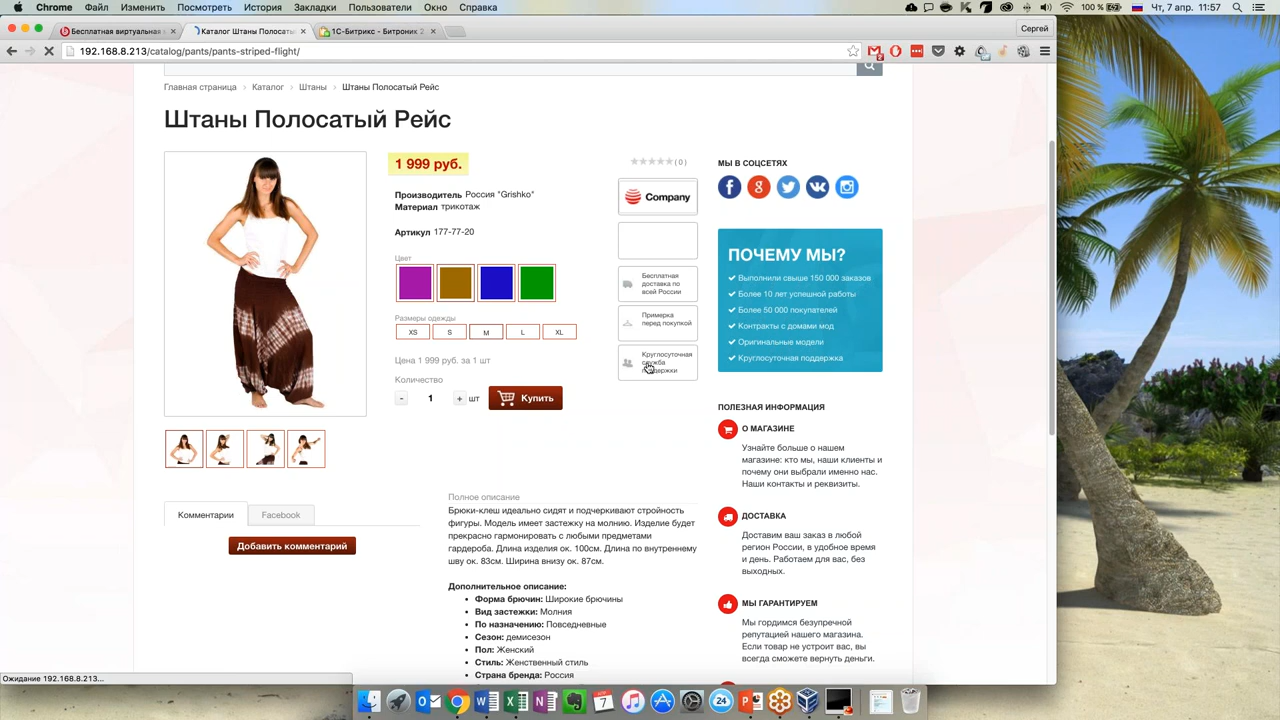 Chrome Файл Изменить Посмотреть История Закладки Пользователи Окно Справка 100 % Чт, 7 апр. 11:57
Бесплатная виртуальная Каталог Штаны Полосатый 1С-Битрикс - Битроник 2 Сергей
192.168.8.213/catalog/pants/pants-striped-flight/
Главная страница > Каталог > Штаны > Штаны Полосатый Рейс
Штаны Полосатый Рейс
1 999 руб.
Производитель Россия "Grishko"
Материал трикотаж
Артикул 177-77-20
Цвет
Размеры одежды
XS S M L XL
Цена 1 999 руб. за 1 шт
Количество
- 1 + шт Купить
( 0 )
Company
Бесплатная
доставка по
всей России
Примерка
перед покупкой
Круглосуточная
служба
поддержки
МЫ В СОЦСЕТЯХ
ПОЧЕМУ МЫ?
Выполнили свыше 150 000 заказов
Более 10 лет успешной работы
Более 50 000 покупателей
Контракты с домами мод
Оригинальные модели
Круглосуточная поддержка
ПОЛЕЗНАЯ ИНФОРМАЦИЯ
О МАГАЗИНЕ
Узнайте больше о нашем
магазине: кто мы, наши клиенты и
почему они выбрали именно нас.
Наши контакты и реквизиты.
ДОСТАВКА
Доставим ваш заказ в любой
регион России, в удобное время
и день. Работаем для вас, без
выходных.
МЫ ГАРАНТИРУЕМ
Мы гордимся безупречной
репутацией нашего магазина.
Если товар не устроит вас, вы
всегда сможете вернуть деньги.
Комментарии Facebook
Добавить комментарий
Полное описание
Брюки-клеш идеально сидят и подчеркивают стройность
фигуры. Модель имеет застежку на молнию. Изделие будет
прекрасно гармонировать с любыми предметами
гардероба. Длина изделия ок. 100см. Длина по внутреннему
шву ок. 83см. Ширина внизу ок. 87см.
Дополнительное описание:
Форма брючин: Широкие брючины
Вид застежки: Молния
По назначению: Повседневные
Сезон: демисезон
Пол: Женский
Стиль: Женственный стиль
Страна бренда: Россия
Ожидание 192.168.8.213...
7 24